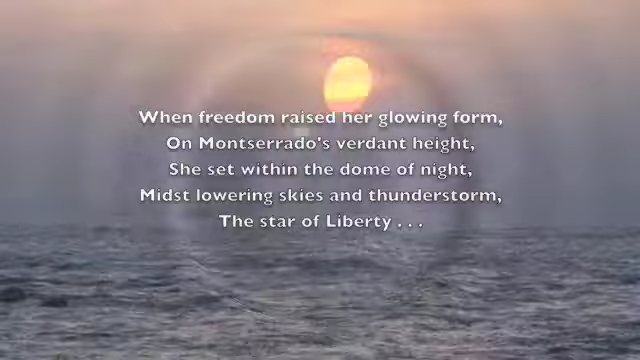 When freedom raised her glowing form,
On Montserrado's verdant height,
She set within the dome of night,
Midst lowering skies and thunderstorm,
The star of Liberty . . .